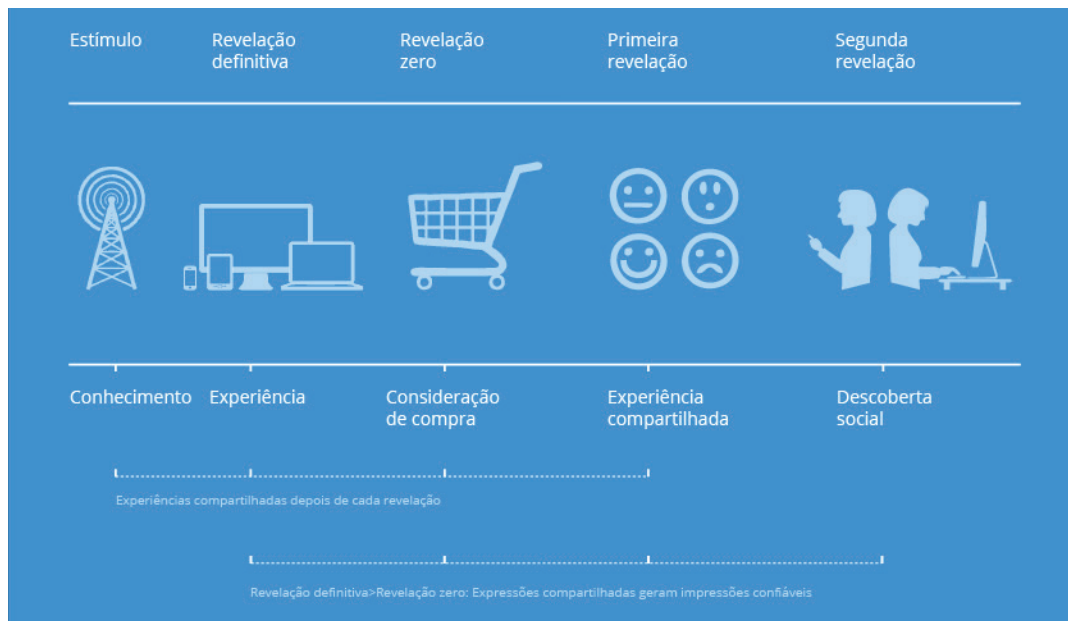 Estímulo
Revelação
definitiva
Revelação
zero
Primeira
revelação
Segunda
revelação
Conhecimento
Experiência
Consideração
de compra
Experiência
compartilhada
Descoberta
social
Experiências compartilhadas depois de cada revelação
Revelação definitiva>Revelação zero: Expressões compartilhadas geram impressões confiáveis